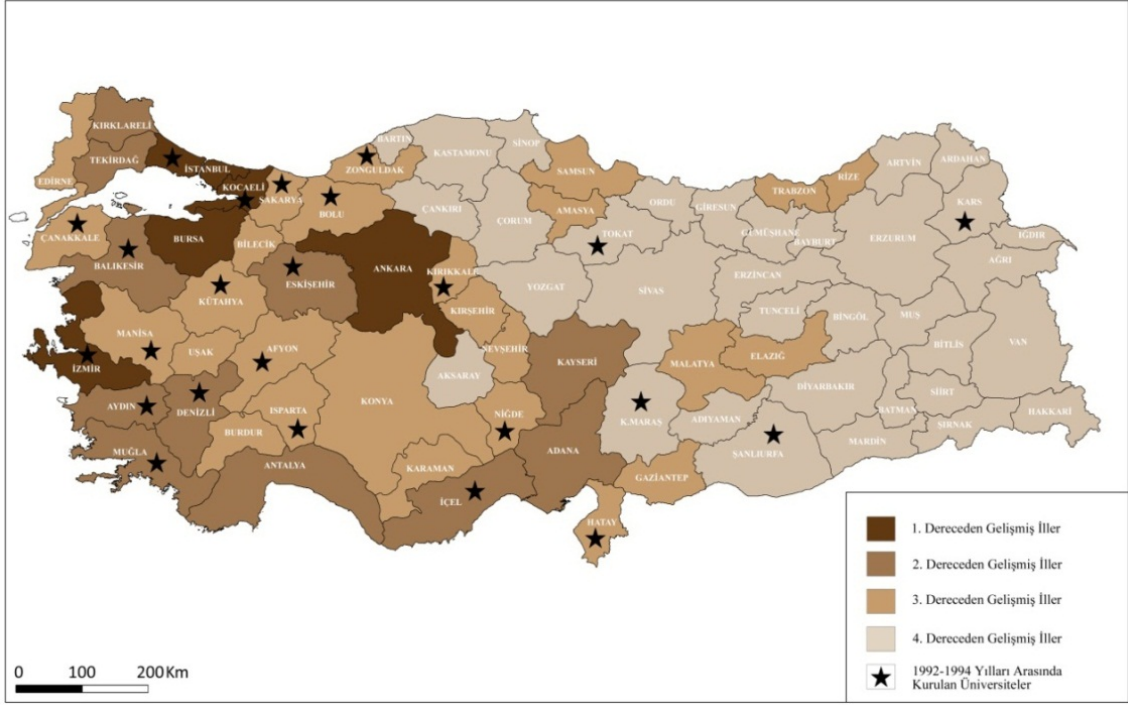 KIRKLARELİ
TEKİRDAĞ
EDİRNE
İSTANBUL
KOCAELİ
SAKARYA
BOLU
ZONGULDAK
BARTIN
KASTAMONU
SİNOP
SAMSUN
AMASYA
ÇANKIRI
ÇORUM
TOKAT
ORDU
GİRESUN
TRABZON
RİZE
ARTVİN
ARDAHAN
KARS
GÜMÜŞHANE
BAYBURT
ERZURUM
IĞDIR
AĞRI
ÇANAKKALE
BALIKESİR
BURSA
BİLECİK
ESKİŞEHİR
ANKARA
KIRIKKALE
KIRŞEHİR
YOZGAT
SİVAS
ERZİNCAN
TUNCELİ
BİNGÖL
MUŞ
BİTLİS
VAN
KÜTAHYA
MANİSA
İZMİR
UŞAK
AFYON
AKSARAY
NEVŞEHİR
KAYSERİ
MALATYA
ELAZIĞ
DİYARBAKIR
BATMAN
SİİRT
ŞIRNAK
HAKKARİ
AYDIN
DENİZLİ
ISPARTA
BURDUR
KONYA
NİĞDE
K.MARAŞ
ADIYAMAN
ŞANLIURFA
MARDİN
MUĞLA
ANTALYA
KARAMAN
İÇEL
ADANA
GAZİANTEP
HATAY
1. Dereceden Gelişmiş İller
2. Dereceden Gelişmiş İller
3. Dereceden Gelişmiş İller
4. Dereceden Gelişmiş İller
1992-1994 Yılları Arasında
Kurulan Üniversiteler
0 100 200 Km